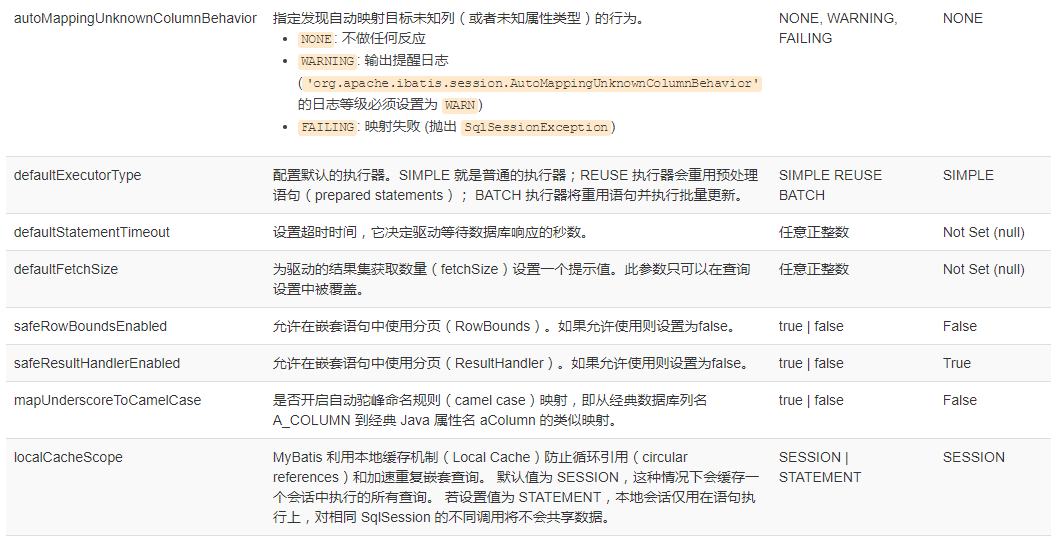 autoMappingUnknownColumnBehavior 指定发现自动映射目标未知列（或者未知属性类型）的行为。 NONE, WARNING, NONE
• NONE: 不做任何反应 FAILING
• WARNING: 输出提醒日志
('org.apache.ibatis.session.AutoMappingUnknownColumnBehavior'
的日志等级必须设置为 WARN)
• FAILING: 映射失败 (抛出 SqlSessionException)
defaultExecutorType 配置默认的执行器。SIMPLE 就是普通的执行器；REUSE 执行器会重用预处理 SIMPLE REUSE SIMPLE
语句（prepared statements）； BATCH 执行器将重用语句并执行批量更新。 BATCH
defaultStatementTimeout 设置超时时间，它决定驱动等待数据库响应的秒数。 任意正整数 Not Set (null)
defaultFetchSize 为驱动的结果集获取数量（fetchSize）设置一个提示值。此参数只可以在查询 任意正整数 Not Set (null)
设置中被覆盖。
safeRowBoundsEnabled 允许在嵌套语句中使用分页（RowBounds）。如果允许使用则设置为false。 true | false False
safeResultHandlerEnabled 允许在嵌套语句中使用分页（ResultHandler）。如果允许使用则设置为false。 true | false True
mapUnderscoreToCamelCase 是否开启自动驼峰命名规则（camel case）映射，即从经典数据库列名 true | false False
A_COLUMN 到经典 Java 属性名 aColumn 的类似映射。
localCacheScope MyBatis 利用本地缓存机制（Local Cache）防止循环引用（circular SESSION | SESSION
references）和加速重复嵌套查询。 默认值为 SESSION，这种情况下会缓存一 STATEMENT
个会话中执行的所有查询。 若设置值为 STATEMENT，本地会话仅用在语句执
行上，对相同 SqlSession 的不同调用将不会共享数据。